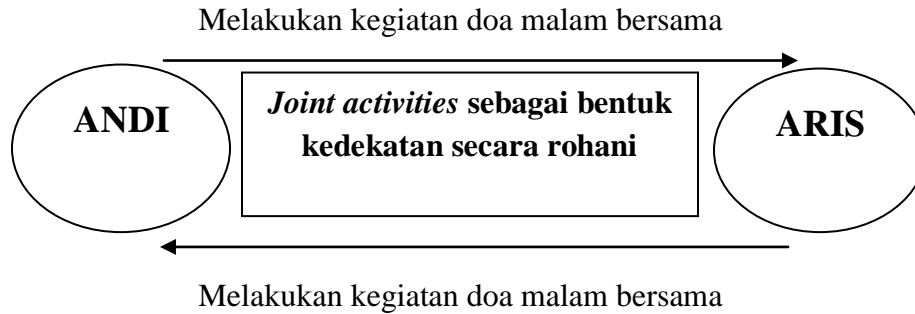 Melakukan kegiatan doa malam bersama
ANDI
Joint activities sebagai bentuk
kedekatan secara rohani
ARIS
Melakukan kegiatan doa malam bersama